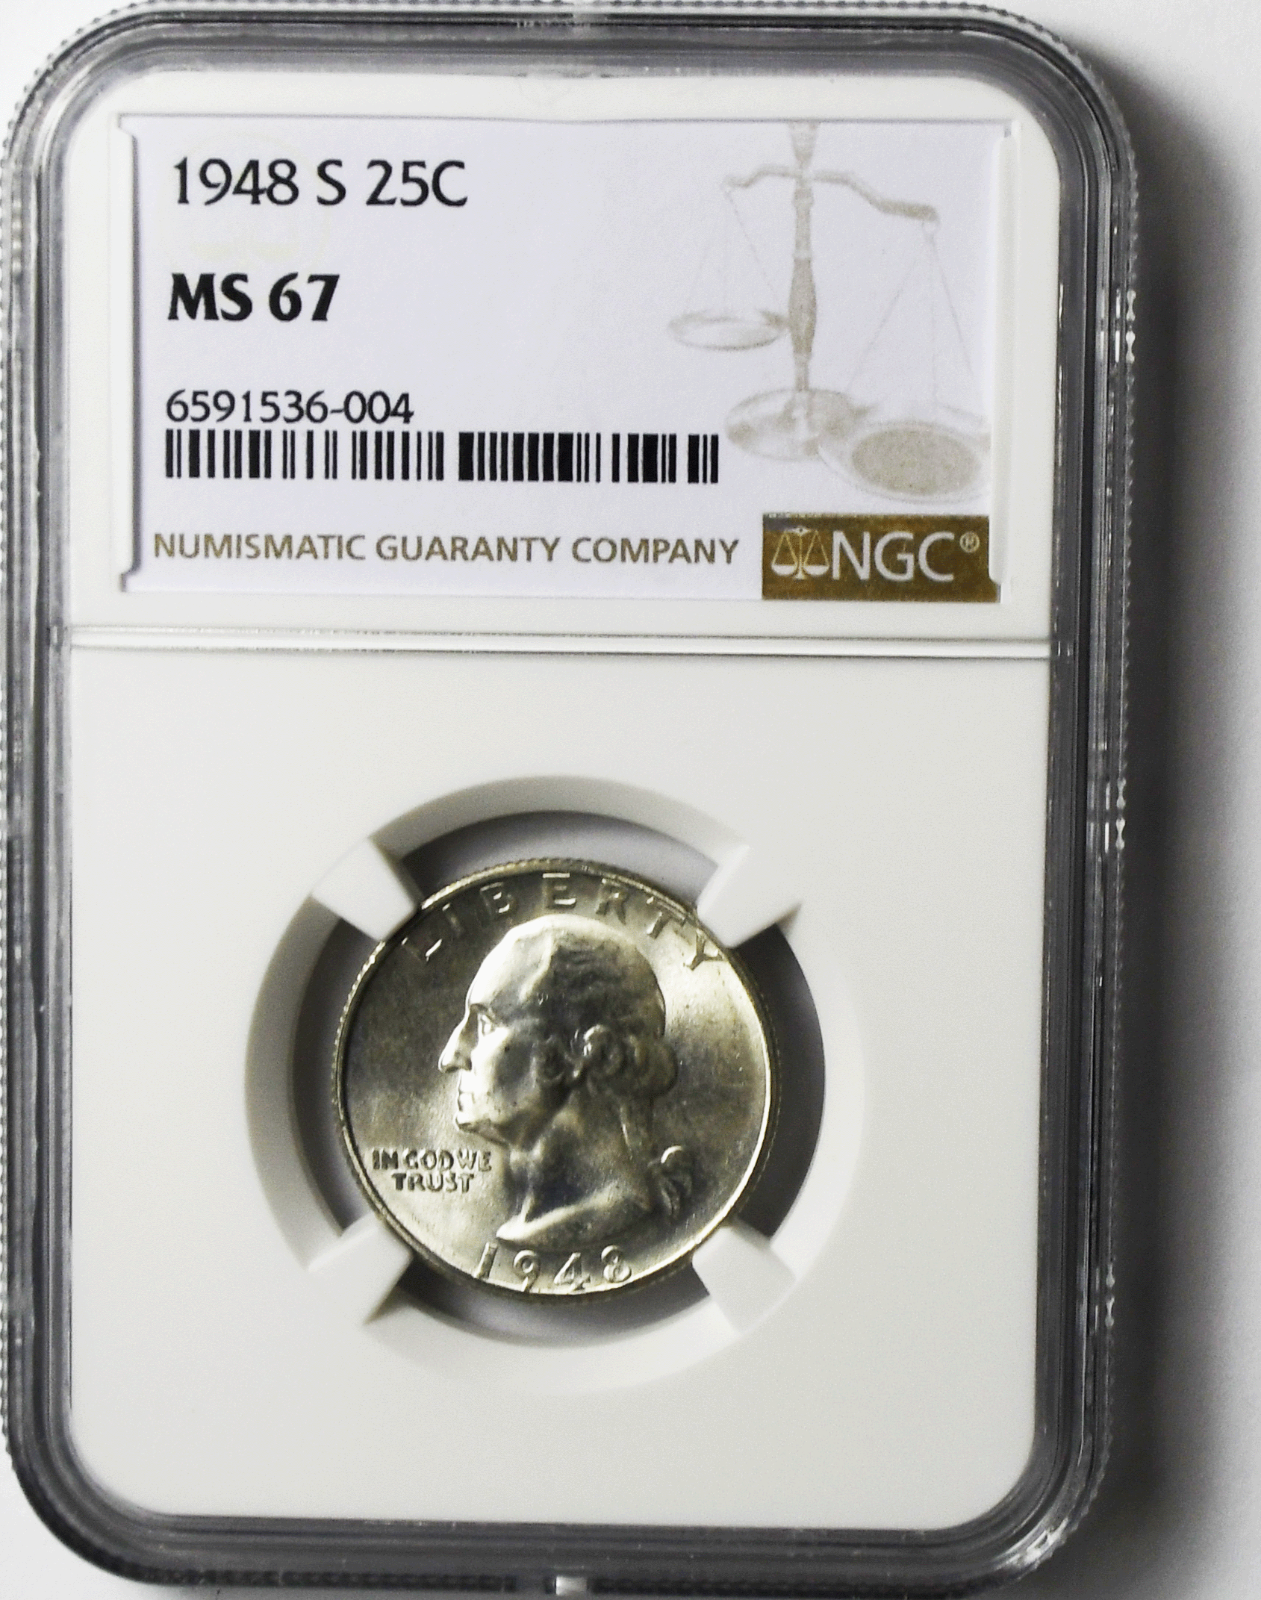 1948 S 25C
MS 67
6591536-004
NUMISMATIC GUARANTY COMPANY
NGC®
LIBERTY
IN GOD WE
TRUST
1948